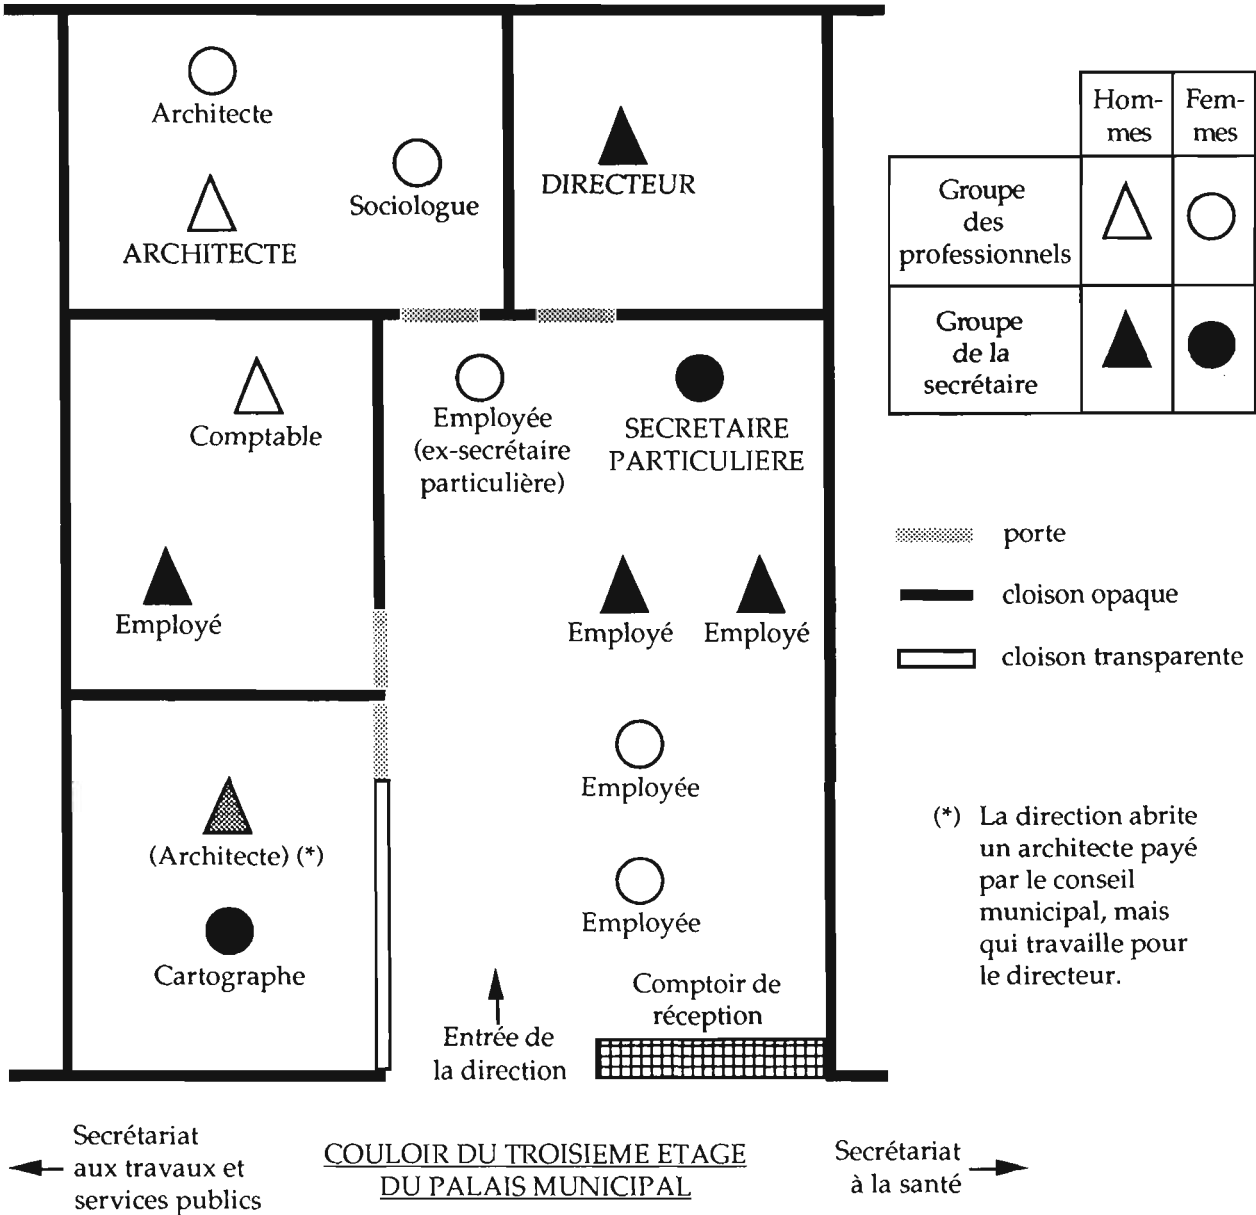 Architecte
Sociologue
ARCHITECTE
DIRECTEUR
Hom-
mes
Fem-
mes
Groupe
des
professionnels
Groupe
de la
secrétaire
Comptable
Employé
Employée
(ex-secrétaire
particulière)
SECRETAIRE
PARTICULIERE
Employé
Employé
Employée
Employée
porte
cloison opaque
cloison transparente
(Architecte) (*)
Cartographe
(*) La direction abrite
un architecte payé
par le conseil
municipal, mais
qui travaille pour
le directeur.
Entrée de
la direction
Comptoir de
réception
Secrétariat
aux travaux et
services publics
COULOIR DU TROISIEME ETAGE
DU PALAIS MUNICIPAL
Secrétariat
à la santé